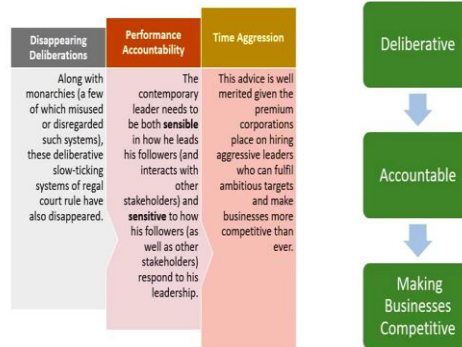 Disappearing
Deliberations
Along with
monarchies (a few
of which misused
or disregarded
such systems),
these deliberative
slow-ticking
systems of regal
court rule have
also disappeared.
Performance
Accountability
The
contemporary
leader needs to
be both sensible
in how he leads
his followers (and
interacts with
other
stakeholders) and
sensitive to how
his followers (as
well as other
stakeholders)
respond to his
leadership.
Time Aggression
This advice is well
merited given the
premium
corporations
place on hiring
aggressive leaders
who can fulfil
ambitious targets
and make
businesses more
competitive than
ever.
Deliberative
Accountable
Making
Businesses
Competitive